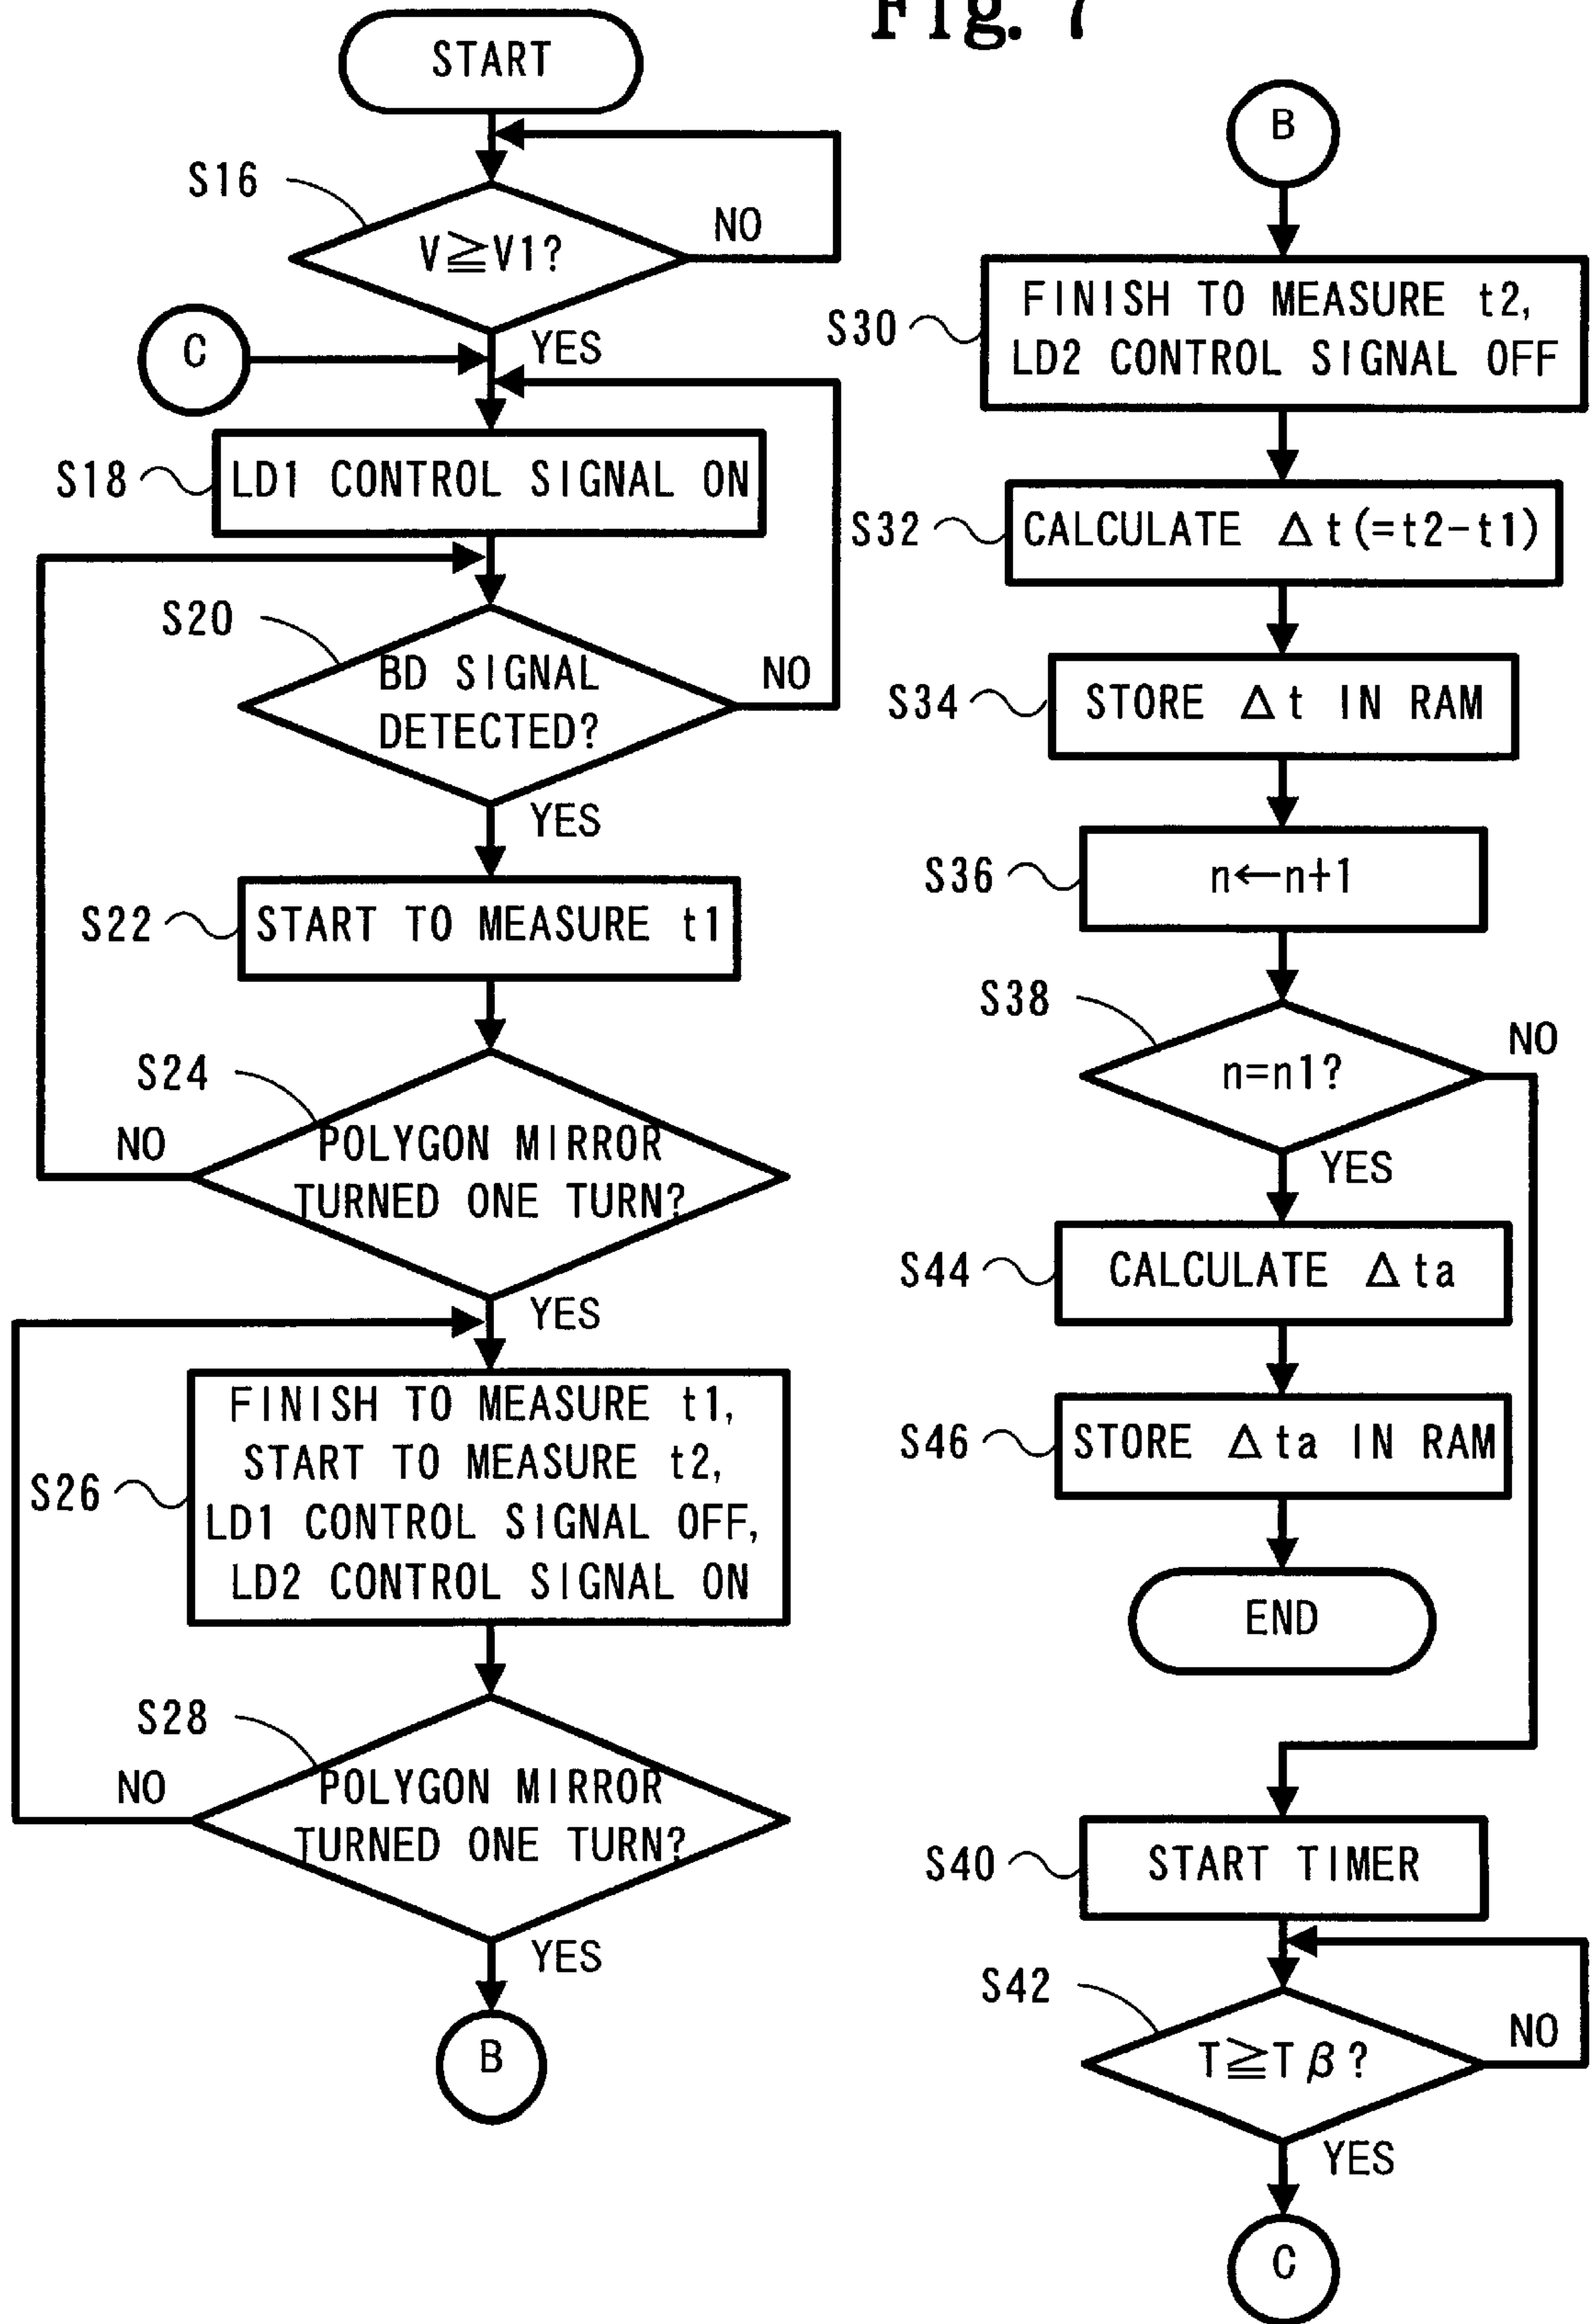 Fig. 7
START
S16
V≧V1?
NO
YES
C
S18
LD1 CONTROL SIGNAL ON
S20
BD SIGNAL
DETECTED?
NO
YES
S22
START TO MEASURE t1
S24
POLYGON MIRROR
TURNED ONE TURN?
NO
YES
S26
FINISH TO MEASURE t1,
START TO MEASURE t2,
LD1 CONTROL SIGNAL OFF,
LD2 CONTROL SIGNAL ON
S28
POLYGON MIRROR
TURNED ONE TURN?
NO
YES
B
B
S30
FINISH TO MEASURE t2,
LD2 CONTROL SIGNAL OFF
S32
CALCULATE Δt(=t2-t1)
S34
STORE Δt IN RAM
S36
n←n+1
S38
n=n1?
NO
YES
S44
CALCULATE Δta
S46
STORE Δta IN RAM
END
S40
START TIMER
S42
T≧Tβ?
NO
YES
C